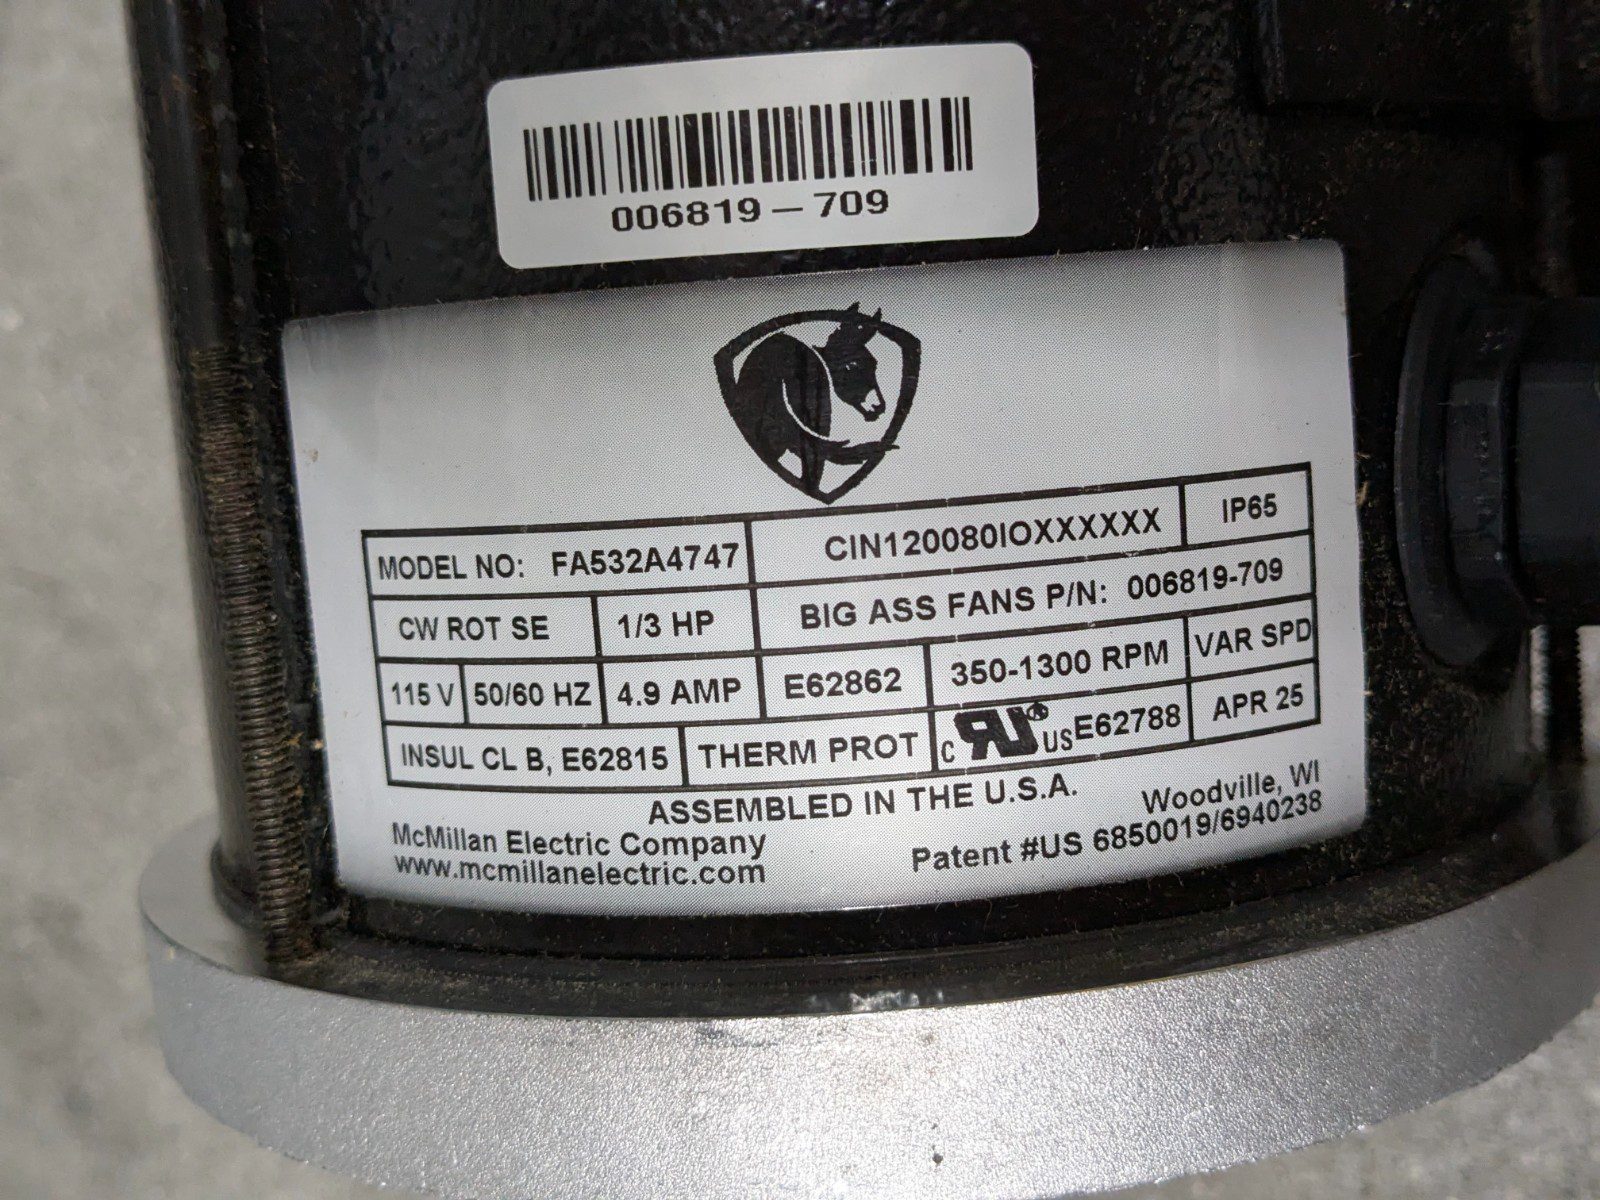 006819-709
MODEL NO: FA532A4747 CIN120080IOXXXXXX IP65
CW ROT SE 1/3 HP BIG ASS FANS P/N: 006819-709
115 V 50/60 HZ 4.9 AMP E62862 350-1300 RPM VAR SPD
INSUL CL B, E62815 THERM PROT C RU® US E62788 APR 25
ASSEMBLED IN THE U.S.A.
McMillan Electric Company Woodville, WI
www.mcmillanelectric.com Patent #US 6850019/6940238